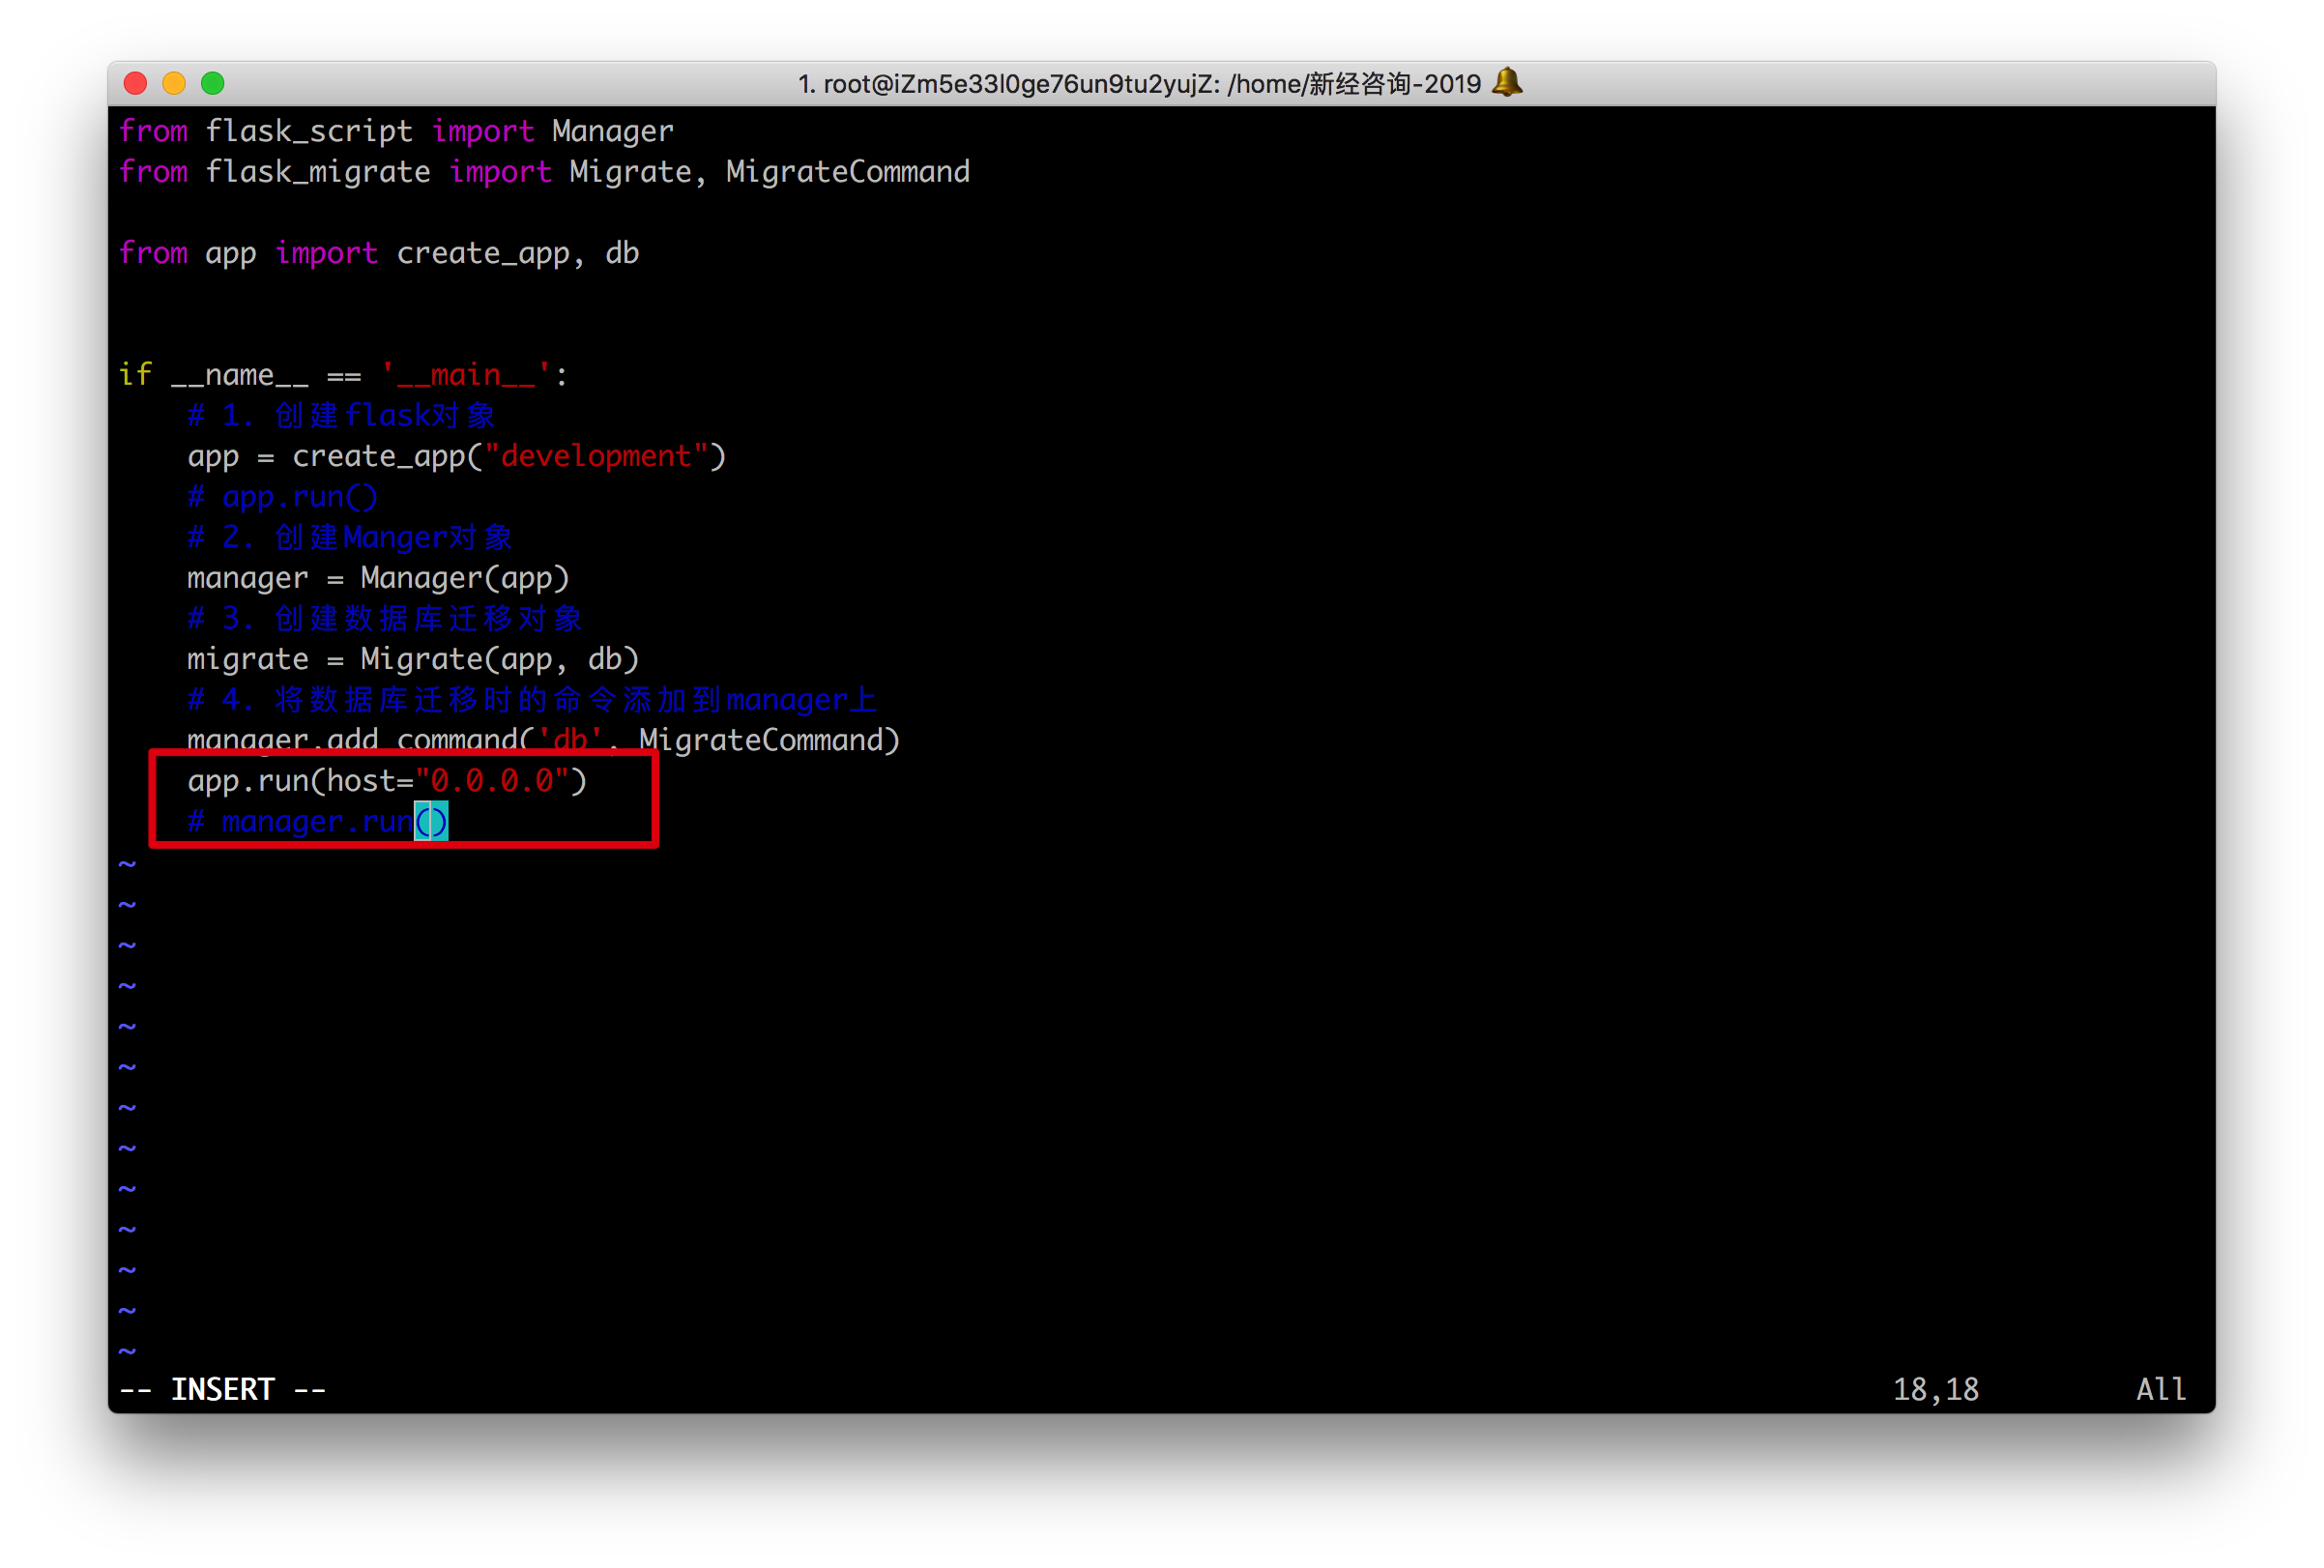 1. root@iZm5e33l0ge76un9tu2yujZ: /home/新经咨询-2019 🔔
from flask_script import Manager
from flask_migrate import Migrate, MigrateCommand
from app import create_app, db
if __name__ == '__main__':
    # 1. 创建flask对象
    app = create_app("development")
    # app.run()
    # 2. 创建Manger对象
    manager = Manager(app)
    # 3. 创建数据库迁移对象
    migrate = Migrate(app, db)
    # 4. 将数据库迁移时的命令添加到manager上
    manager.add_command('db', MigrateCommand)
    app.run(host="0.0.0.0")
    # manager.run()
~
~
~
~
~
~
~
~
~
~
~
~
~
-- INSERT -- 18,18 All